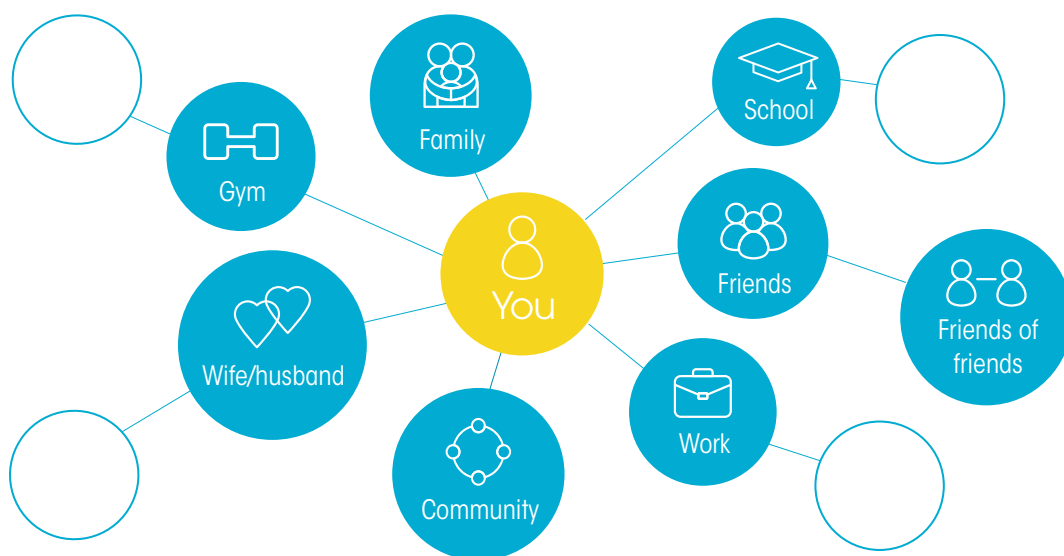 School
Family
Gym
Friends
You
Friends of
friends
Wife/husband
Work
Community